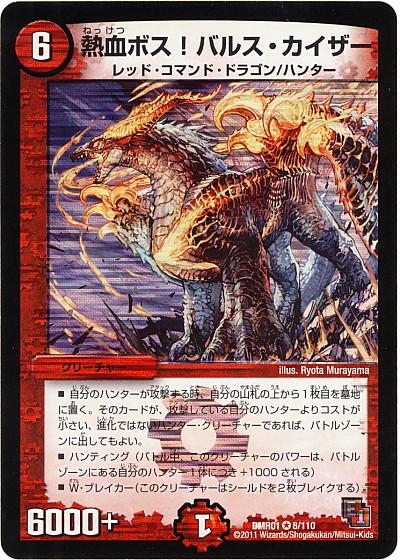 6
ねっけつ
熱血ボス！バルス・カイザー
レッド・コマンド・ドラゴン/ハンター
illus. Ryota Murayama
クリーチャー
■ 自分のハンターが攻撃する時、自分の山札の上から1枚目を墓地
に置く。そのカードが、攻撃している自分のハンターよりコストが
小さい、進化ではないハンター・クリーチャーであれば、バトルゾー
ンに出してもよい。
■ ハンティング（バトル中、このクリーチャーのパワーは、バトル
ゾーンにある自分のハンター1体につき+1000される）
■ W・ブレイカー（このクリーチャーはシールドを2枚ブレイクする）
6000+
1
DMR01 8/110
©2011 Wizards/Shogakukan/Mitsui-Kids